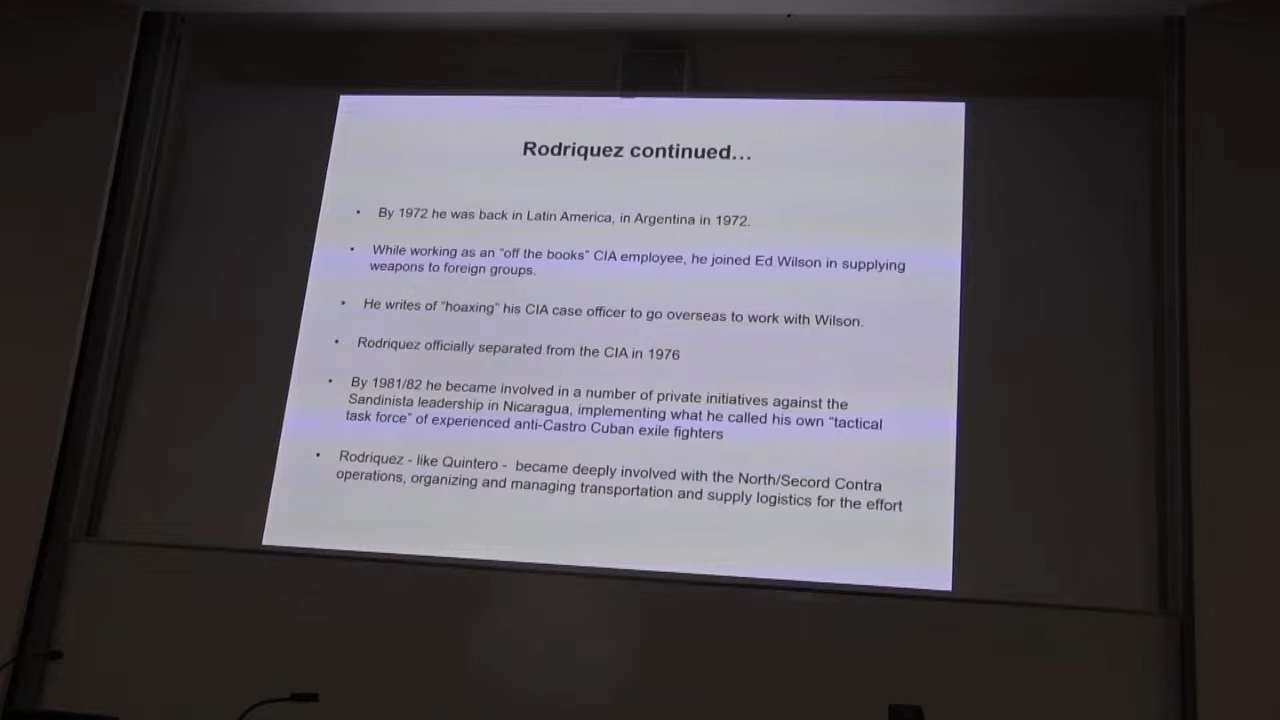 Rodriquez continued…
• By 1972 he was back in Latin America, in Argentina in 1972.
• While working as an "off the books" CIA employee, he joined Ed Wilson in supplying
weapons to foreign groups.
• He writes of "hoaxing" his CIA case officer to go overseas to work with Wilson.
• Rodriquez officially separated from the CIA in 1976
• By 1981/82 he became involved in a number of private initiatives against the
Sandinista leadership in Nicaragua, implementing what he called his own "tactical
task force" of experienced anti-Castro Cuban exile fighters
• Rodriquez - like Quintero - became deeply involved with the North/Secord Contra
operations, organizing and managing transportation and supply logistics for the effort